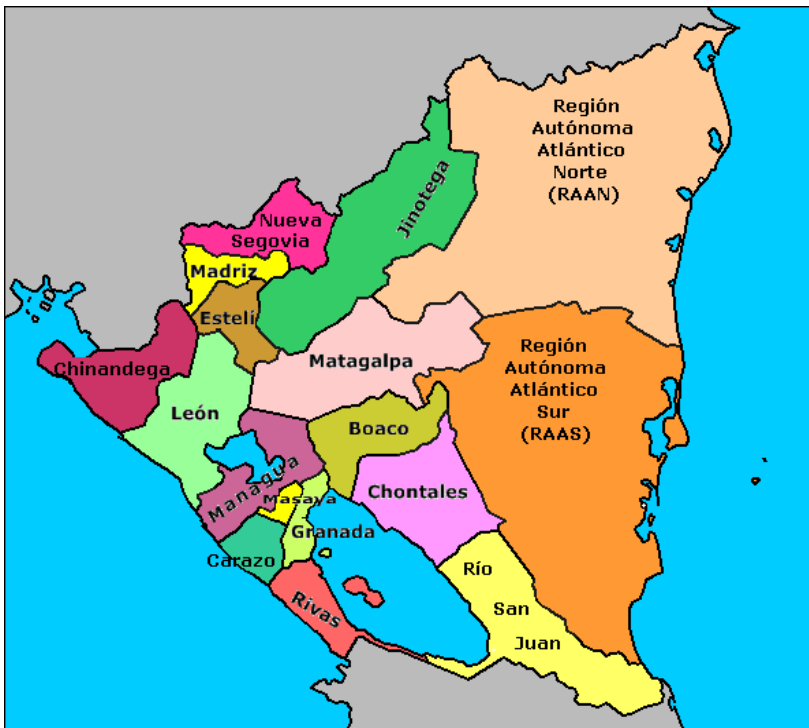 Región
Autónoma
Atlántico
Norte
(RAAN)
Jinotega
Nueva
Segovia
Madriz
Estelí
Chinandega
León
Matagalpa
Región
Autónoma
Atlántico
Sur
(RAAS)
Boaco
Managua
Chontales
Masaya
Granada
Carazo
Río
San
Juan
Rivas